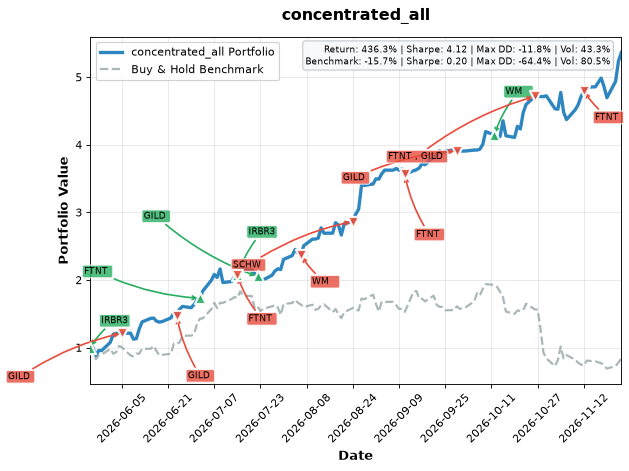 concentrated_all
concentrated_all Portfolio
Buy & Hold Benchmark
Return: 436.3% | Sharpe: 4.12 | Max DD: -11.8% | Vol: 43.3%
Benchmark: -15.7% | Sharpe: 0.20 | Max DD: -64.4% | Vol: 80.5%
Portfolio Value
5
4
3
2
1
WM
FTNT
FTNT, GILD
GILD
GILD
IRBR3
FTNT
SCHW
FTNT
WM
IRBR3
FTNT
GILD
GILD
2026-06-05
2026-06-21
2026-07-07
2026-07-23
2026-08-08
2026-08-24
2026-09-09
2026-09-25
2026-10-11
2026-10-27
2026-11-12
Date